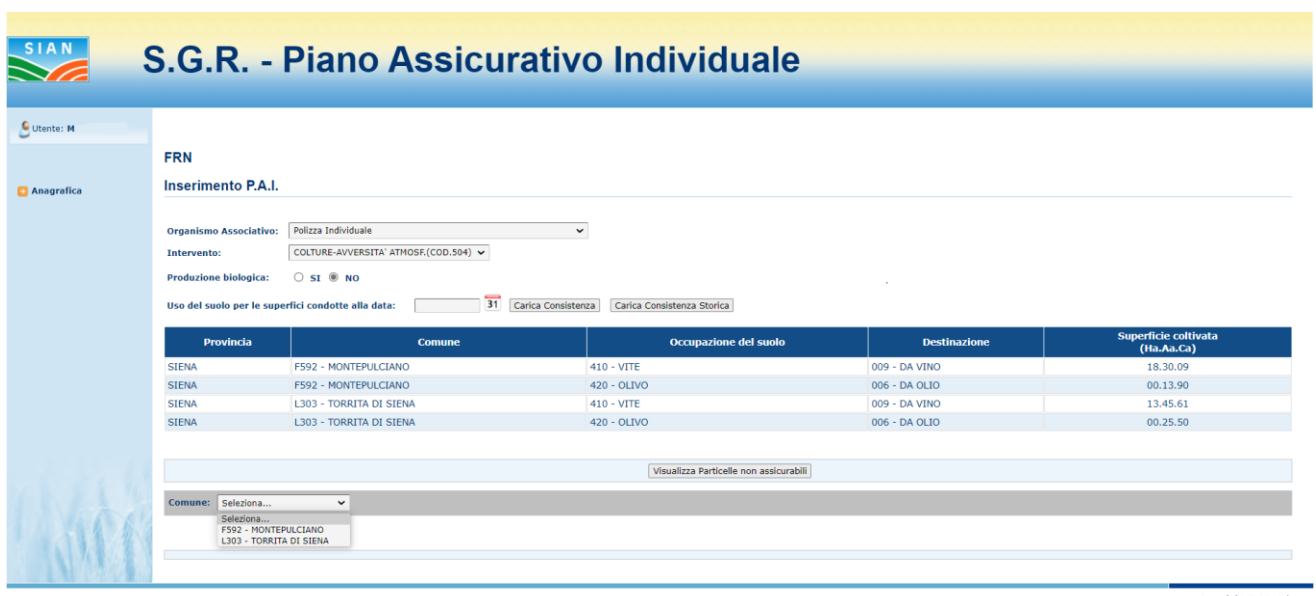 SIAN
S.G.R. - Piano Assicurativo Individuale
Utente: M
Anagrafica
FRN
Inserimento P.A.I.
Organismo Associativo: Polizza Individuale
Intervento: COLTURE-AVVERSITA' ATMOSF.(COD.504)
Produzione biologica: SI NO
Uso del suolo per le superfici condotte alla data: 31 Carica Consistenza Carica Consistenza Storica
Provincia Comune Occupazione del suolo Destinazione Superficie coltivata (Ha.Aa.Ca)
SIENA F592 - MONTEPULCIANO 410 - VITE 009 - DA VINO 18.30.09
SIENA F592 - MONTEPULCIANO 420 - OLIVO 006 - DA OLIO 00.13.90
SIENA L303 - TORRITA DI SIENA 410 - VITE 009 - DA VINO 13.45.61
SIENA L303 - TORRITA DI SIENA 420 - OLIVO 006 - DA OLIO 00.25.50
Visualizza Particelle non assicurabili
Comune: Seleziona...
Seleziona...
F592 - MONTEPULCIANO
L303 - TORRITA DI SIENA